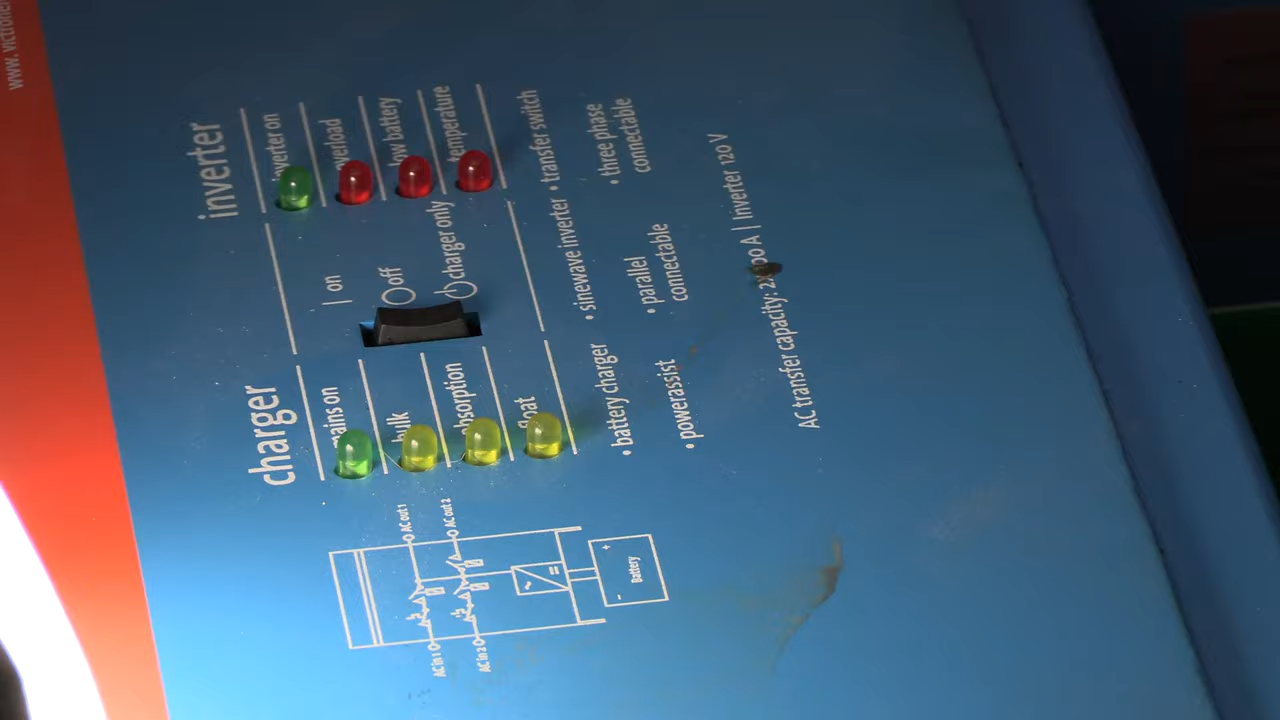 inverter
inverter on
overload
low battery
temperature
| on
off
charger only
charger
mains on
bulk
absorption
float
• battery charger
• sinewave inverter
• transfer switch
• powerassist
• parallel
connectable
• three phase
connectable
AC transfer capacity: A | Inverter 120 V
AC out 1
AC out 2
AC in 1
AC in 2
Battery
+
-
~
=